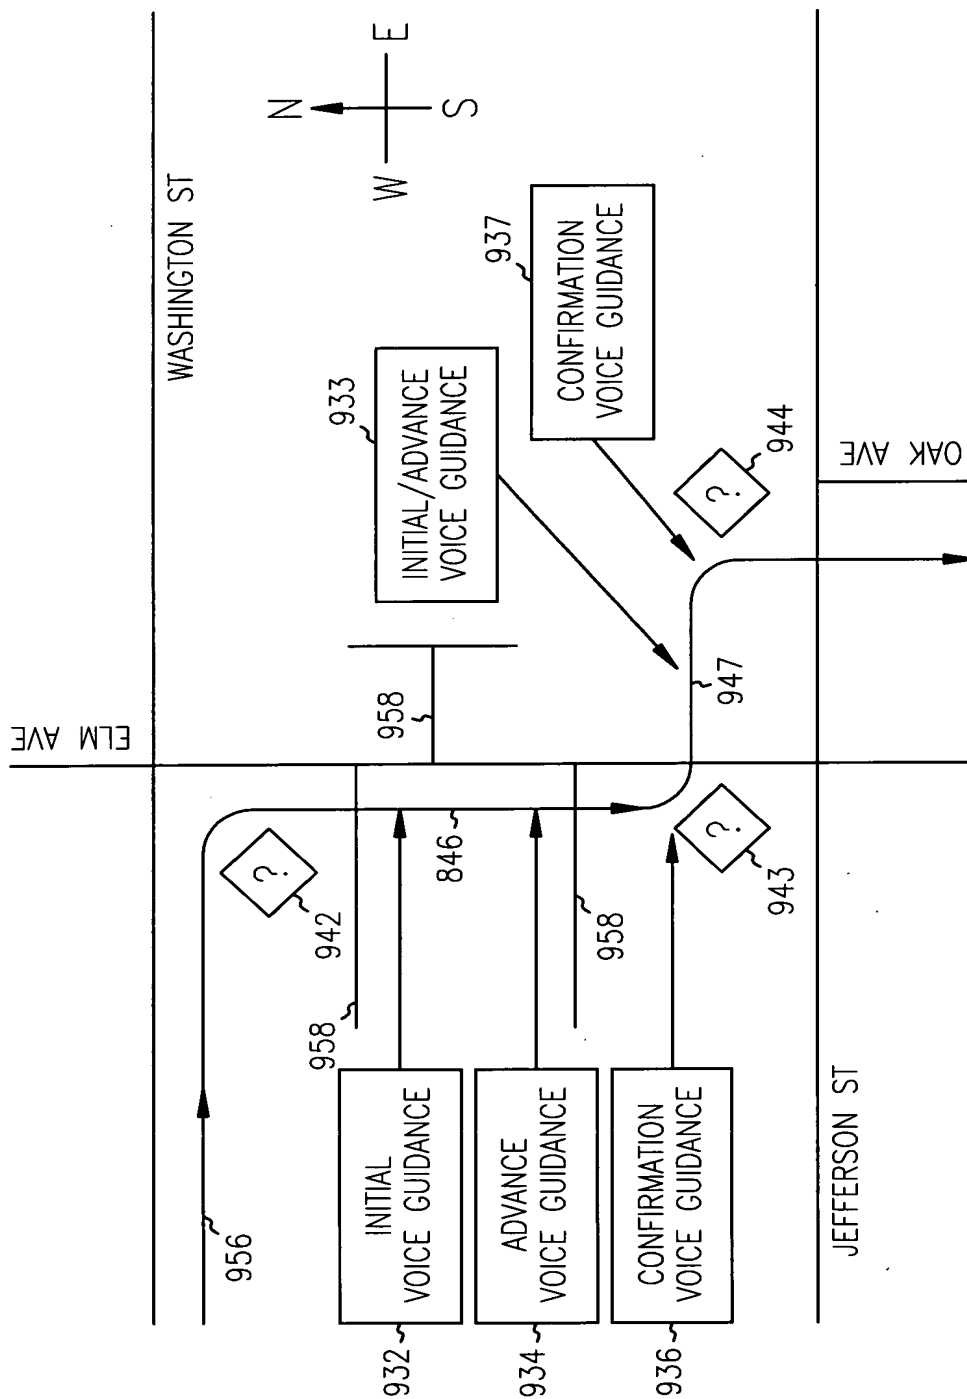 WASHINGTON ST
ELM AVE
N
W
E
S
956
942
?
958
958
933
INITIAL/ADVANCE
VOICE GUIDANCE
937
CONFIRMATION
VOICE GUIDANCE
932
INITIAL
VOICE GUIDANCE
846
934
ADVANCE
VOICE GUIDANCE
958
936
CONFIRMATION
VOICE GUIDANCE
?
943
947
?
944
JEFFERSON ST
OAK AVE